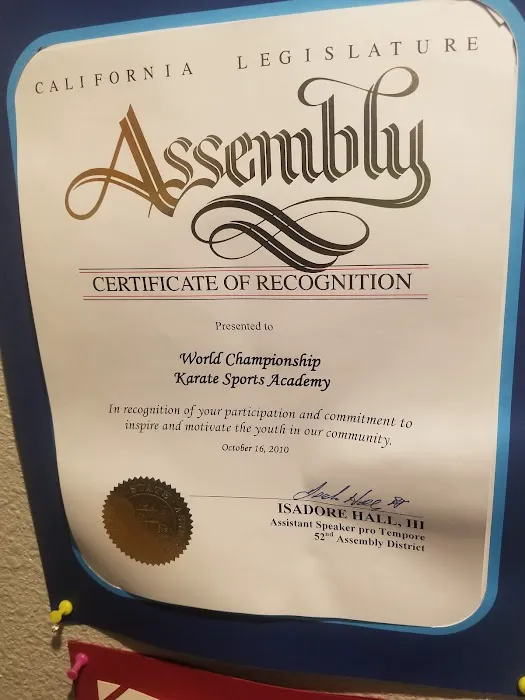 CALIFORNIA LEGISLATURE
Assembly
CERTIFICATE OF RECOGNITION
Presented to
World Championship
Karate Sports Academy
In recognition of your participation and commitment to
inspire and motivate the youth in our community.
October 16, 2010
ISADORE HALL, III
Assistant Speaker pro Tempore
52nd Assembly District